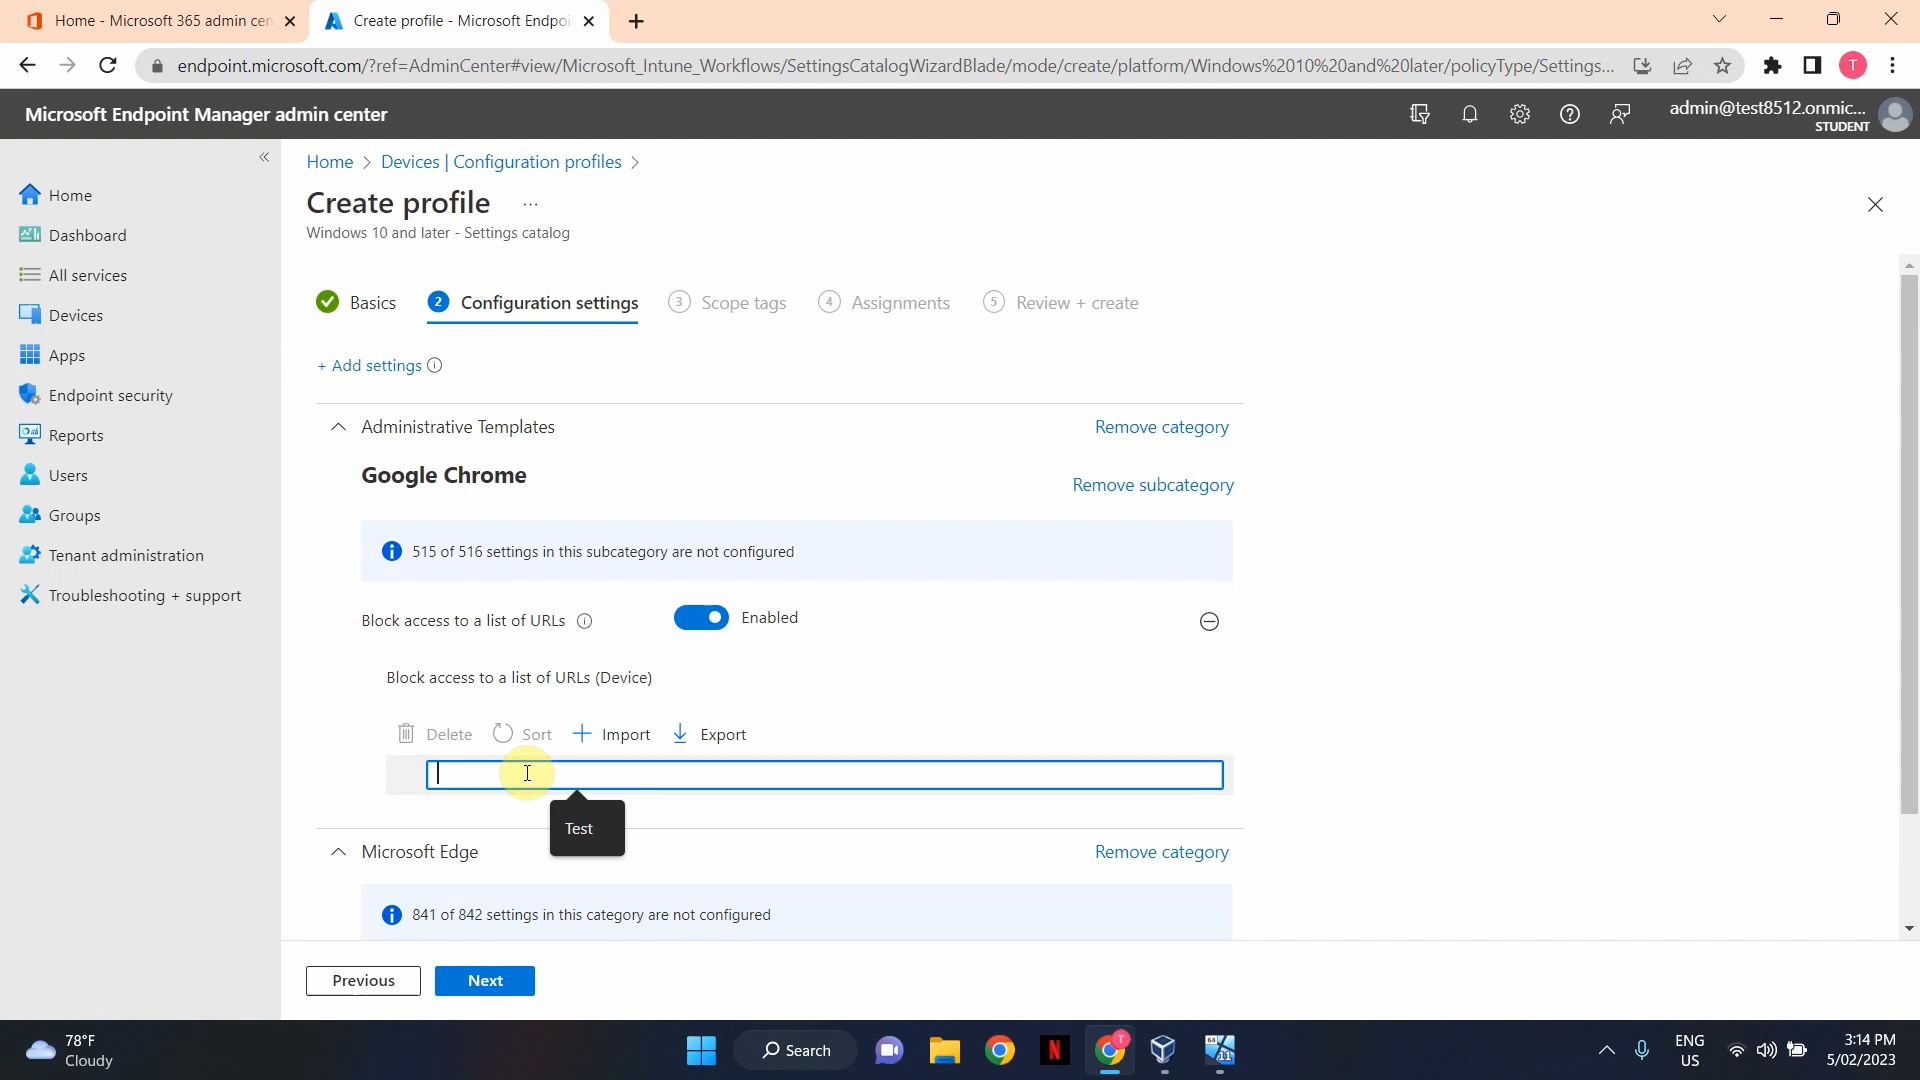 Home - Microsoft 365 admin cen
Create profile - Microsoft Endpoi
endpoint.microsoft.com/?ref=AdminCenter#view/Microsoft_Intune_Workflows/SettingsCatalogWizardBlade/mode/create/platform/Windows%2010%20and%20later/policyType/Settings...
T
Microsoft Endpoint Manager admin center
admin@test8512.onmic...
STUDENT
Home > Devices | Configuration profiles >
Create profile ...
Windows 10 and later - Settings catalog
Home
Dashboard
All services
Devices
Apps
Endpoint security
Reports
Users
Groups
Tenant administration
Troubleshooting + support
Basics
2 Configuration settings
3 Scope tags
4 Assignments
5 Review + create
+ Add settings
Administrative Templates
Remove category
Google Chrome
Remove subcategory
515 of 516 settings in this subcategory are not configured
Block access to a list of URLs
Enabled
Block access to a list of URLs (Device)
Delete Sort Import Export
Test
Microsoft Edge
Remove category
841 of 842 settings in this category are not configured
Previous
Next
78°F
Cloudy
Search
N
T
64
11
ENG
US
3:14 PM
5/02/2023